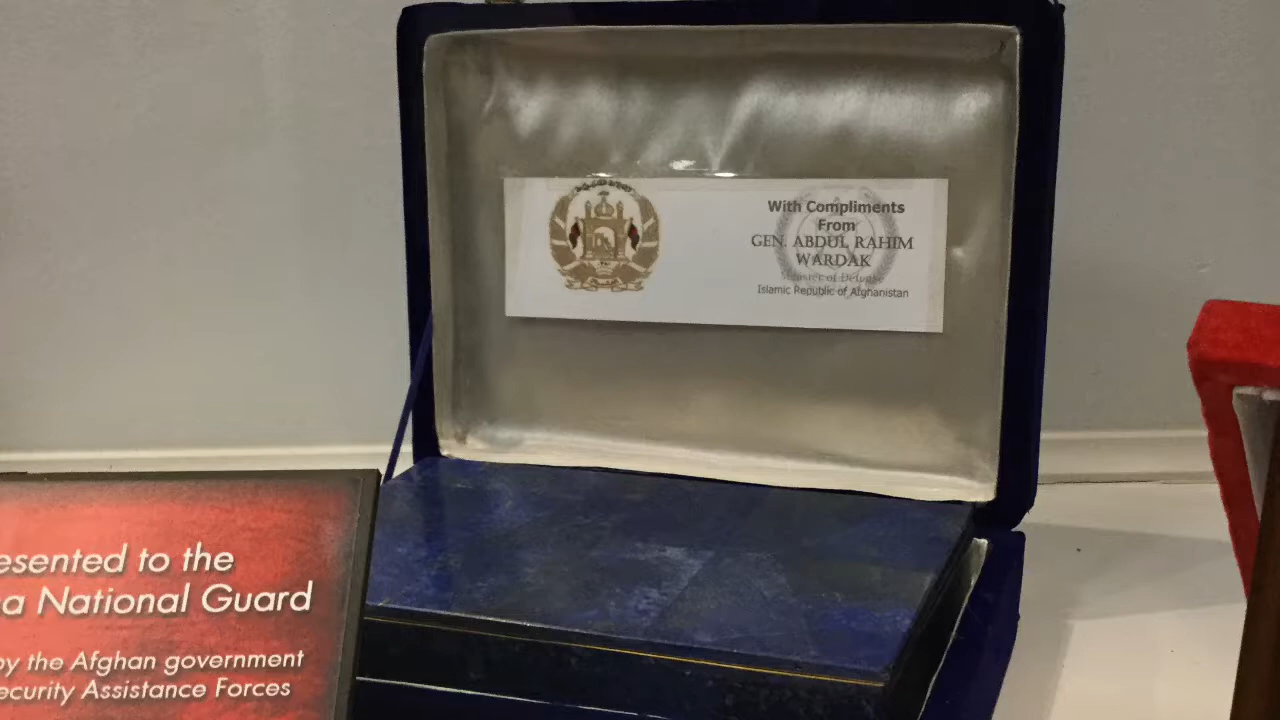 With Compliments
From
GEN. ABDUL RAHIM
WARDAK
Minister of Defense
Islamic Republic of Afghanistan
esented to the
a National Guard
by the Afghan government
ecurity Assistance Forces